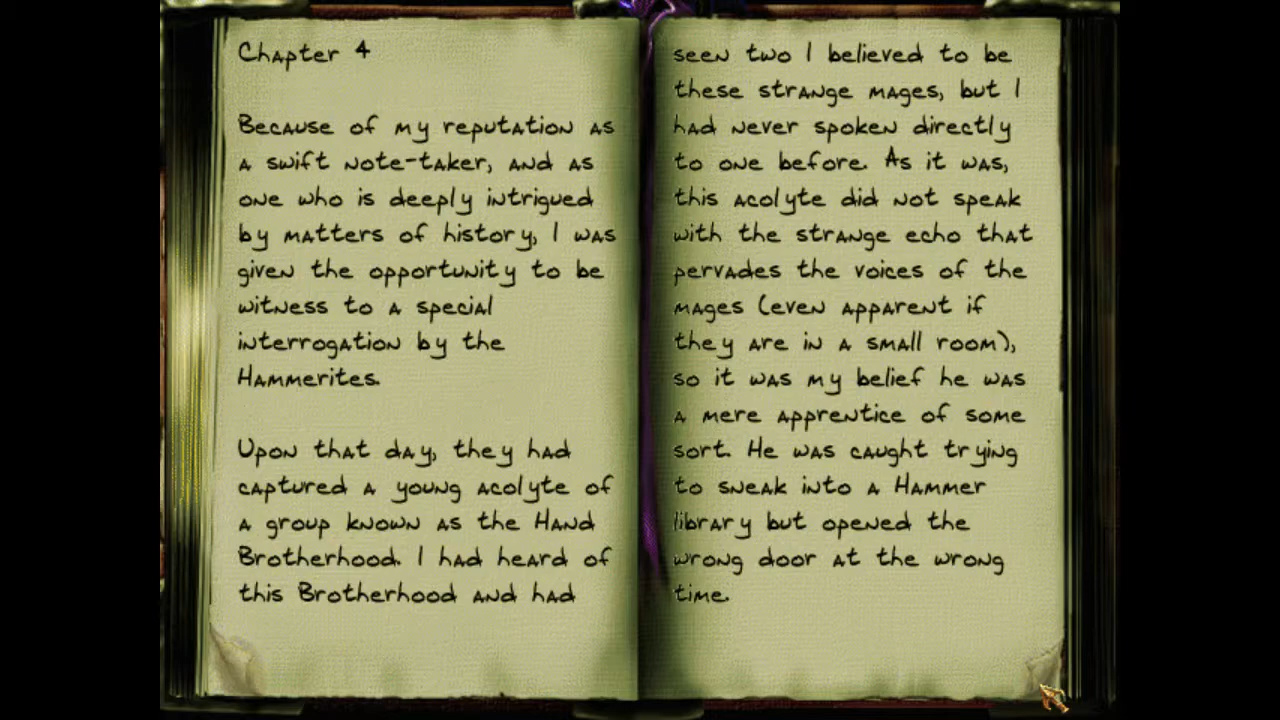 Chapter 4
Because of my reputation as
a swift note-taker, and as
one who is deeply intrigued
by matters of history, I was
given the opportunity to be
witness to a special
interrogation by the
Hammerites.
Upon that day, they had
captured a young acolyte of
a group known as the Hand
Brotherhood. I had heard of
this Brotherhood and had
seen two I believed to be
these strange mages, but I
had never spoken directly
to one before. As it was,
this acolyte did not speak
with the strange echo that
pervades the voices of the
mages (even apparent if
they are in a small room),
so it was my belief he was
a mere apprentice of some
sort. He was caught trying
to sneak into a Hammer
library but opened the
wrong door at the wrong
time.